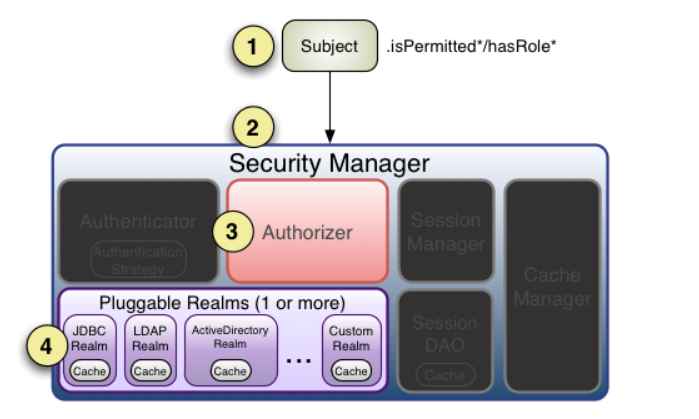 1
Subject
.isPermitted*/hasRole*
2
Security Manager
Authenticator
Authentication
Strategy
3
Authorizer
Session
Manager
Cache
Manager
Pluggable Realms (1 or more)
4
JDBC
Realm
Cache
LDAP
Realm
Cache
ActiveDirectory
Realm
Cache
...
Custom
Realm
Cache
Session
DAO
Cache